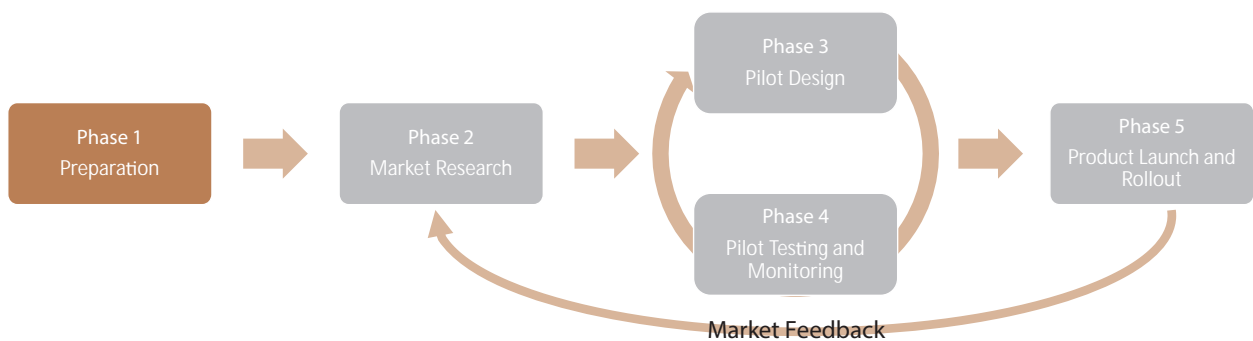 Phase 1
Preparation
Phase 2
Market Research
Phase 3
Pilot Design
Phase 4
Pilot Testing and
Monitoring
Phase 5
Product Launch and
Rollout
Market Feedback